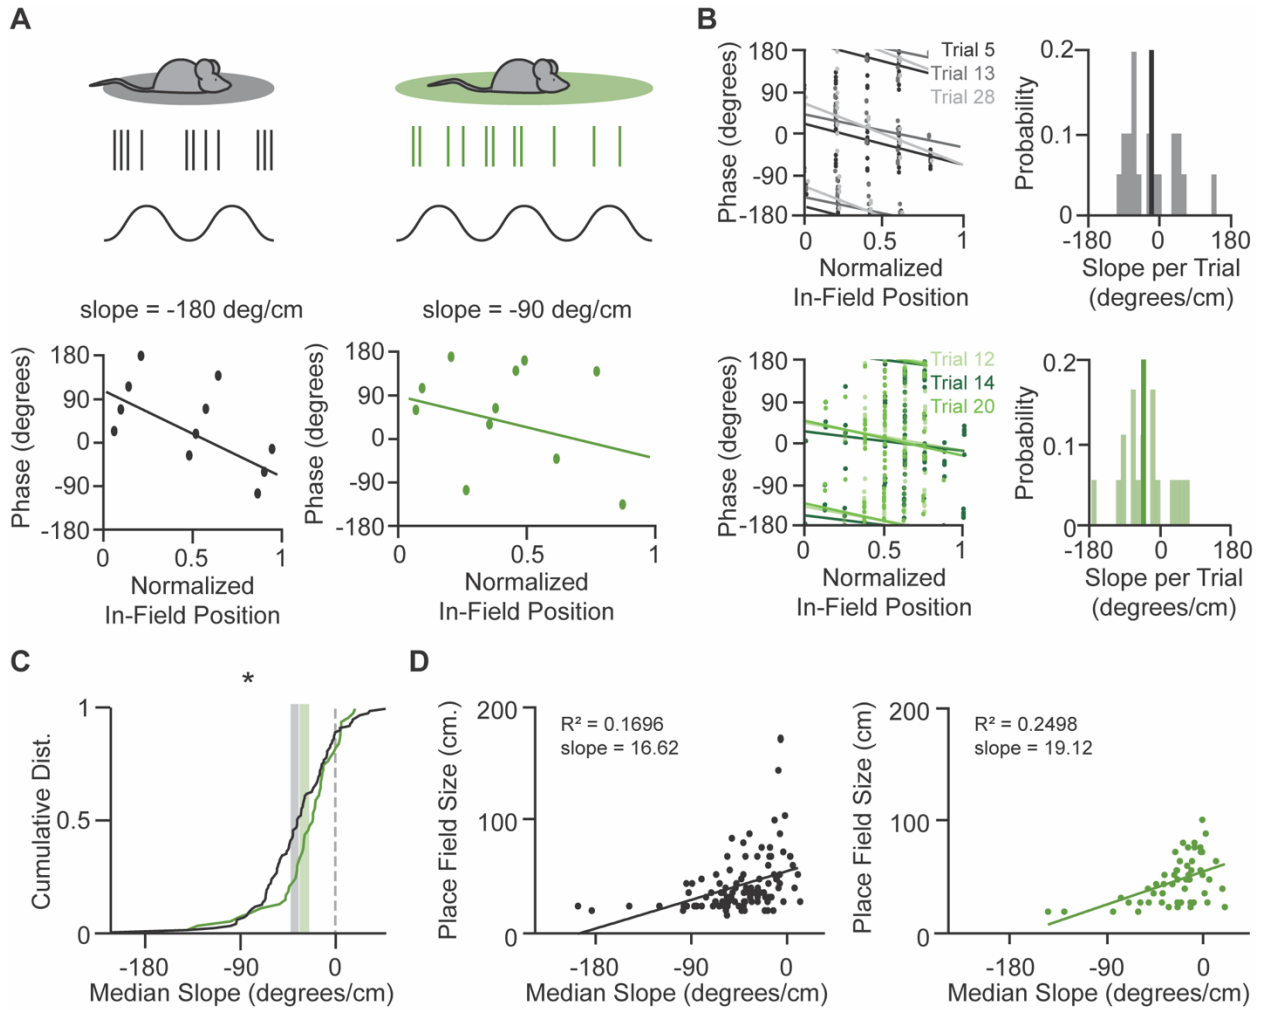 A
slope = -180 deg/cm
slope = -90 deg/cm
Phase (degrees)
180
90
0
-90
-180
0
0.5
1
Normalized
In-Field Position
Phase (degrees)
180
90
0
-90
-180
0
0.5
1
Normalized
In-Field Position
B
Phase (degrees)
180
90
0
-90
-180
Trial 5
Trial 13
Trial 28
0
0.5
1
Normalized
In-Field Position
Probability
0.2
0.1
0
-180
0
180
Slope per Trial
(degrees/cm)
Phase (degrees)
180
90
0
-90
-180
Trial 12
Trial 14
Trial 20
0
0.5
1
Normalized
In-Field Position
Probability
0.2
0.1
0
-180
0
180
Slope per Trial
(degrees/cm)
C
*
Cumulative Dist.
1
0.5
0
-180
-90
0
Median Slope (degrees/cm)
D
Place Field Size (cm.)
200
100
0
R² = 0.1696
slope = 16.62
-180
-90
0
Median Slope (degrees/cm)
Place Field Size (cm)
200
100
0
R² = 0.2498
slope = 19.12
-180
-90
0
Median Slope (degrees/cm)